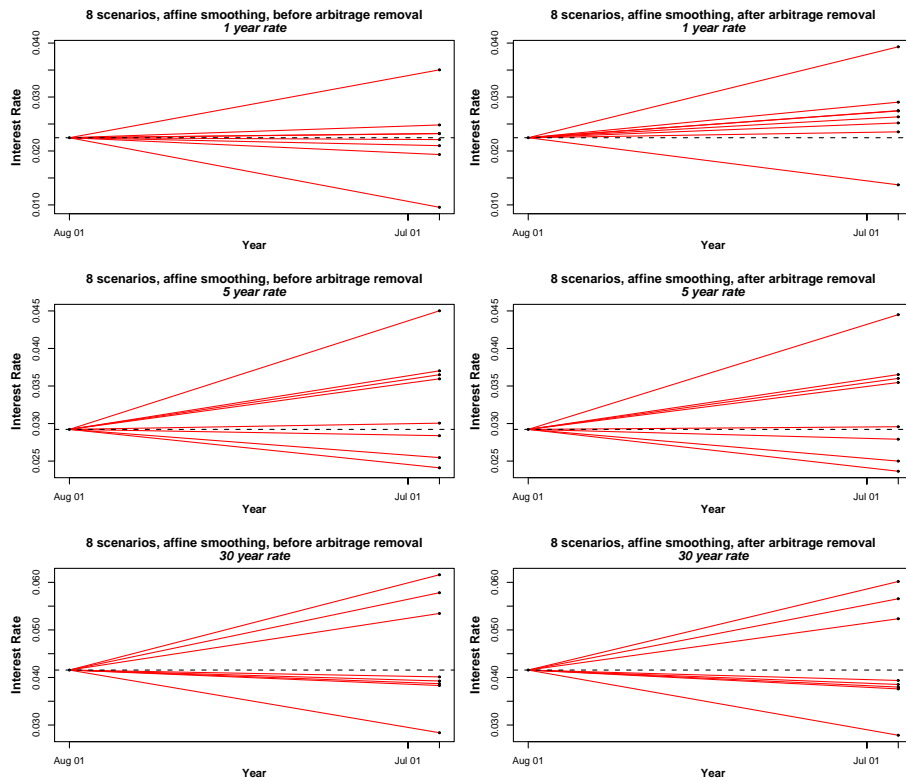 8 scenarios, affine smoothing, before arbitrage removal
1 year rate
Interest Rate
0.010
0.020
0.030
0.040
Aug 01
Jul 01
Year
8 scenarios, affine smoothing, after arbitrage removal
1 year rate
Interest Rate
0.010
0.020
0.030
0.040
Aug 01
Jul 01
Year
8 scenarios, affine smoothing, before arbitrage removal
5 year rate
Interest Rate
0.025
0.030
0.035
0.040
0.045
Aug 01
Jul 01
Year
8 scenarios, affine smoothing, after arbitrage removal
5 year rate
Interest Rate
0.025
0.030
0.035
0.040
0.045
Aug 01
Jul 01
Year
8 scenarios, affine smoothing, before arbitrage removal
30 year rate
Interest Rate
0.030
0.040
0.050
0.060
Aug 01
Jul 01
Year
8 scenarios, affine smoothing, after arbitrage removal
30 year rate
Interest Rate
0.030
0.040
0.050
0.060
Aug 01
Jul 01
Year